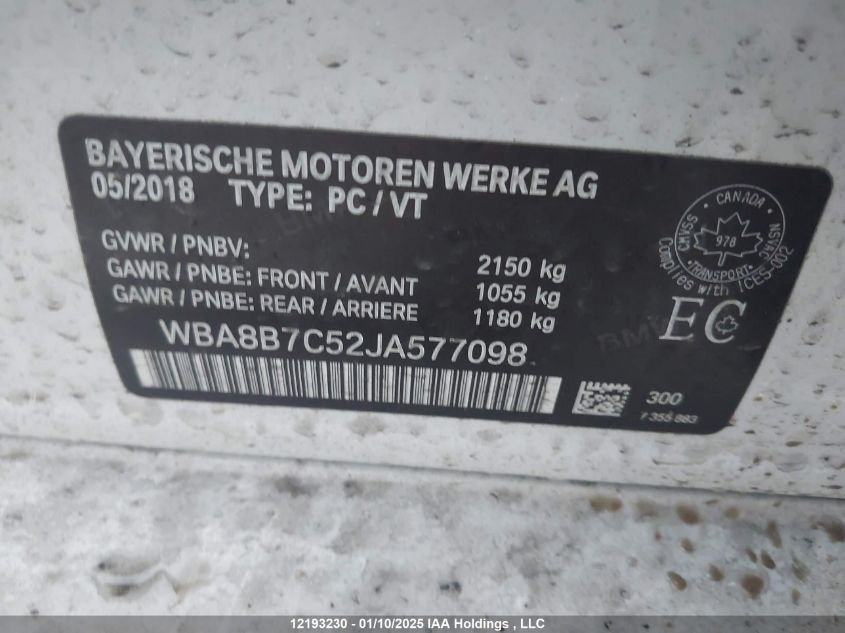 BAYERISCHE MOTOREN WERKE AG
05/2018 TYPE: PC / VT
GVWR / PNBV: 2150 kg
GAWR / PNBE: FRONT / AVANT 1055 kg
GAWR / PNBE: REAR / ARRIERE 1180 kg
WBA8B7C52JA577098
CANADA
CMVSS NSVAC
978
TRANSPORT
Complies with ICES-002
EC
300
7 355 883
12193230 - 01/10/2025 IAA Holdings , LLC